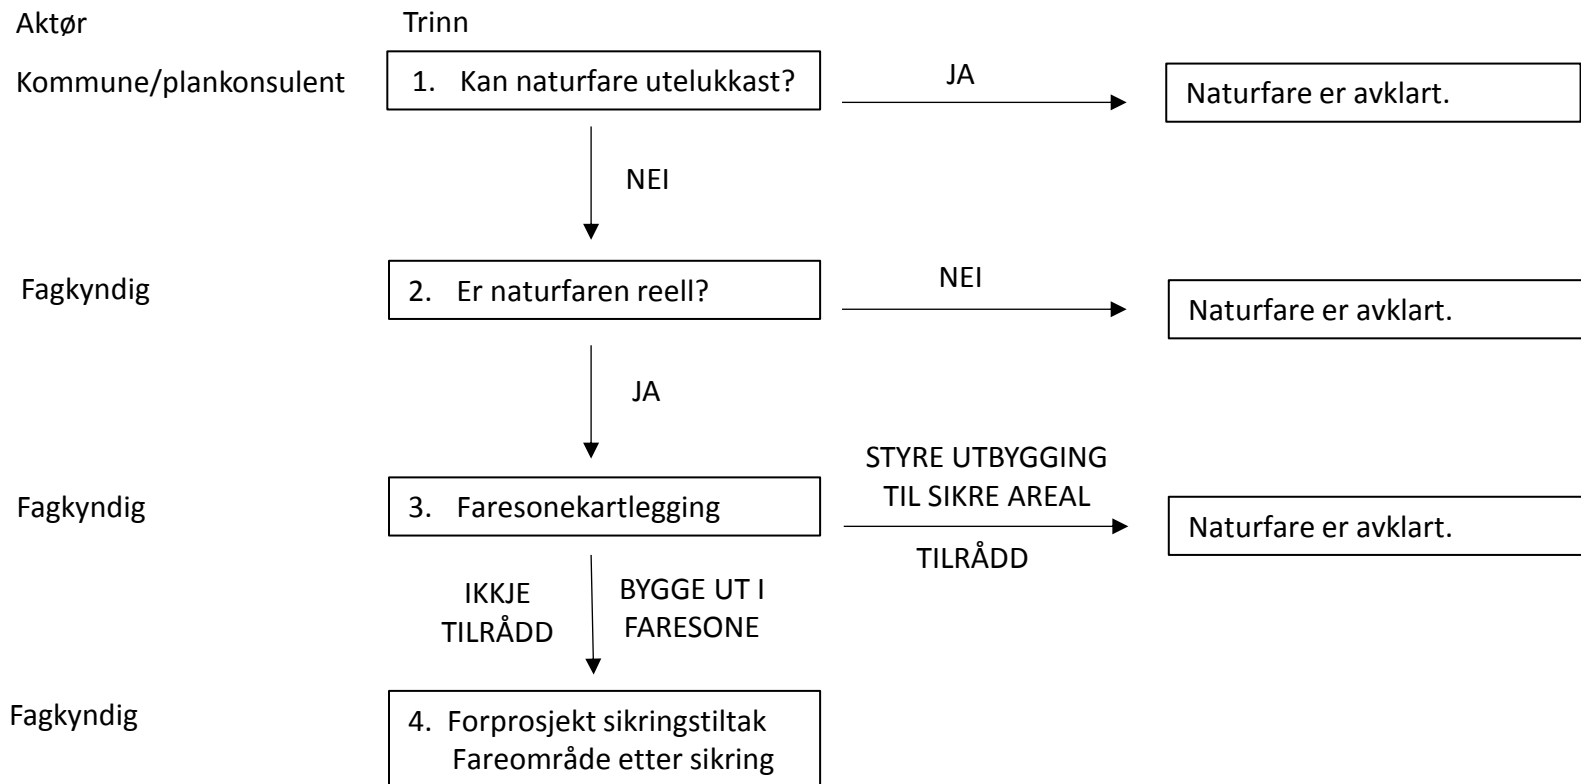 Aktør
Trinn
Kommune/plankonsulent
1. Kan naturfare utelukkast?
JA
Naturfare er avklart.
NEI
Fagkyndig
2. Er naturfaren reell?
NEI
Naturfare er avklart.
JA
Fagkyndig
3. Faresonekartlegging
STYRE UTBYGGING
TIL SIKRE AREAL
TILRÅDD
Naturfare er avklart.
IKKJE
TILRÅDD
BYGGE UT I
FARESONE
Fagkyndig
4. Forprosjekt sikringstiltak
Fareområde etter sikring